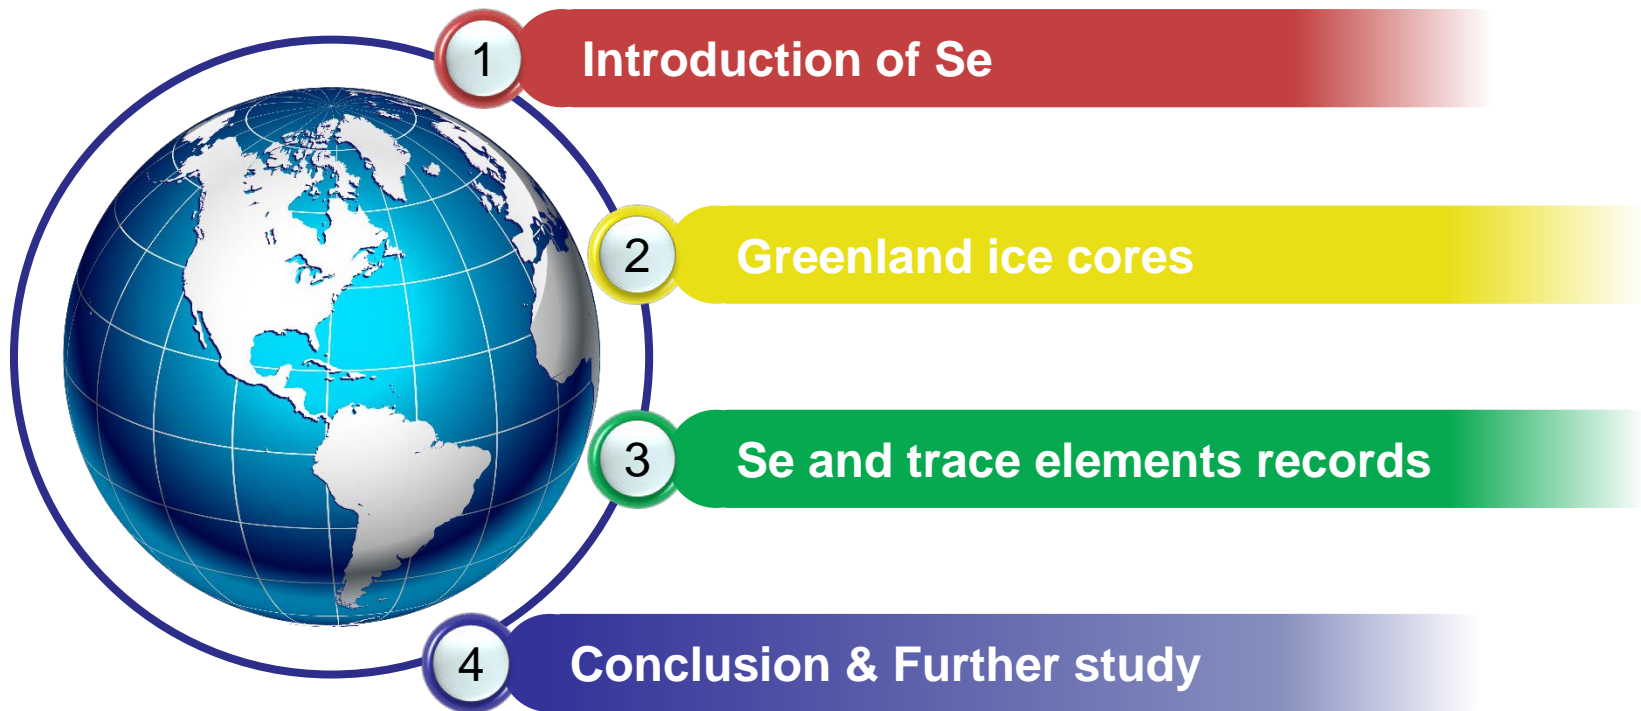 1 Introduction of Se
2 Greenland ice cores
3 Se and trace elements records
4 Conclusion & Further study